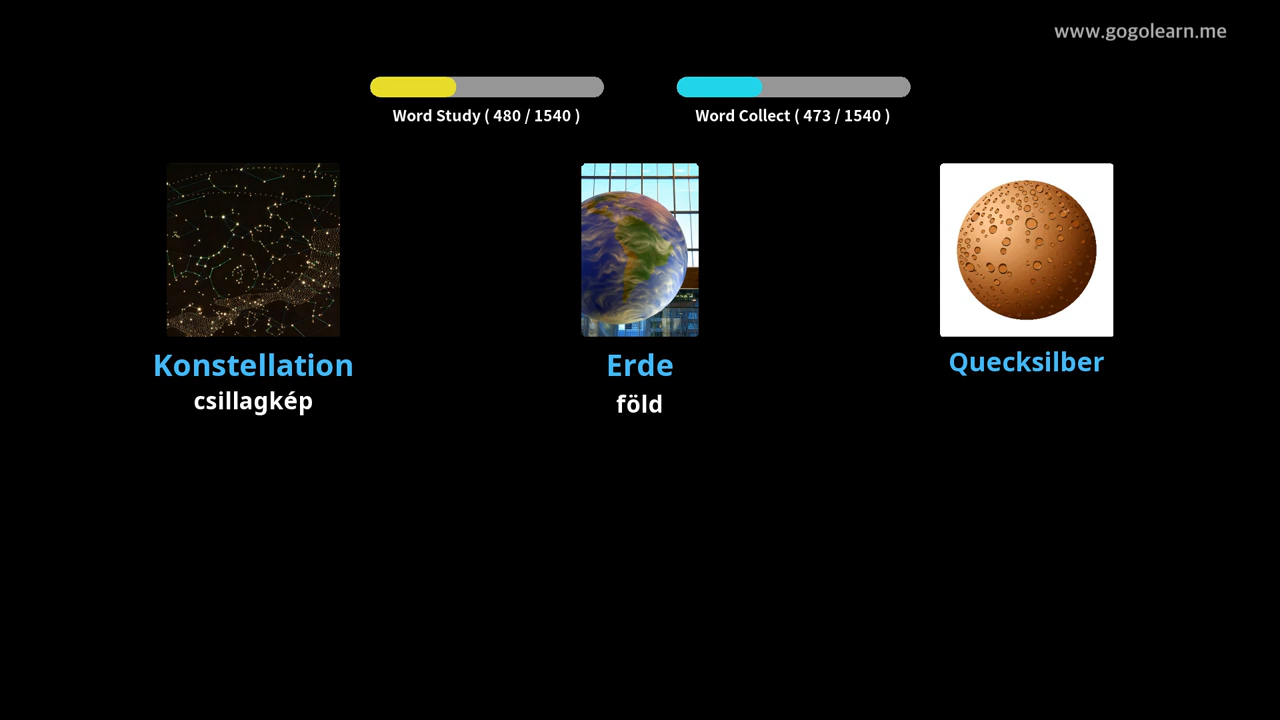 www.gogolearn.me
Word Study ( 480 / 1540 )
Word Collect ( 473 / 1540 )
Konstellation
csillagkép
Erde
föld
Quecksilber